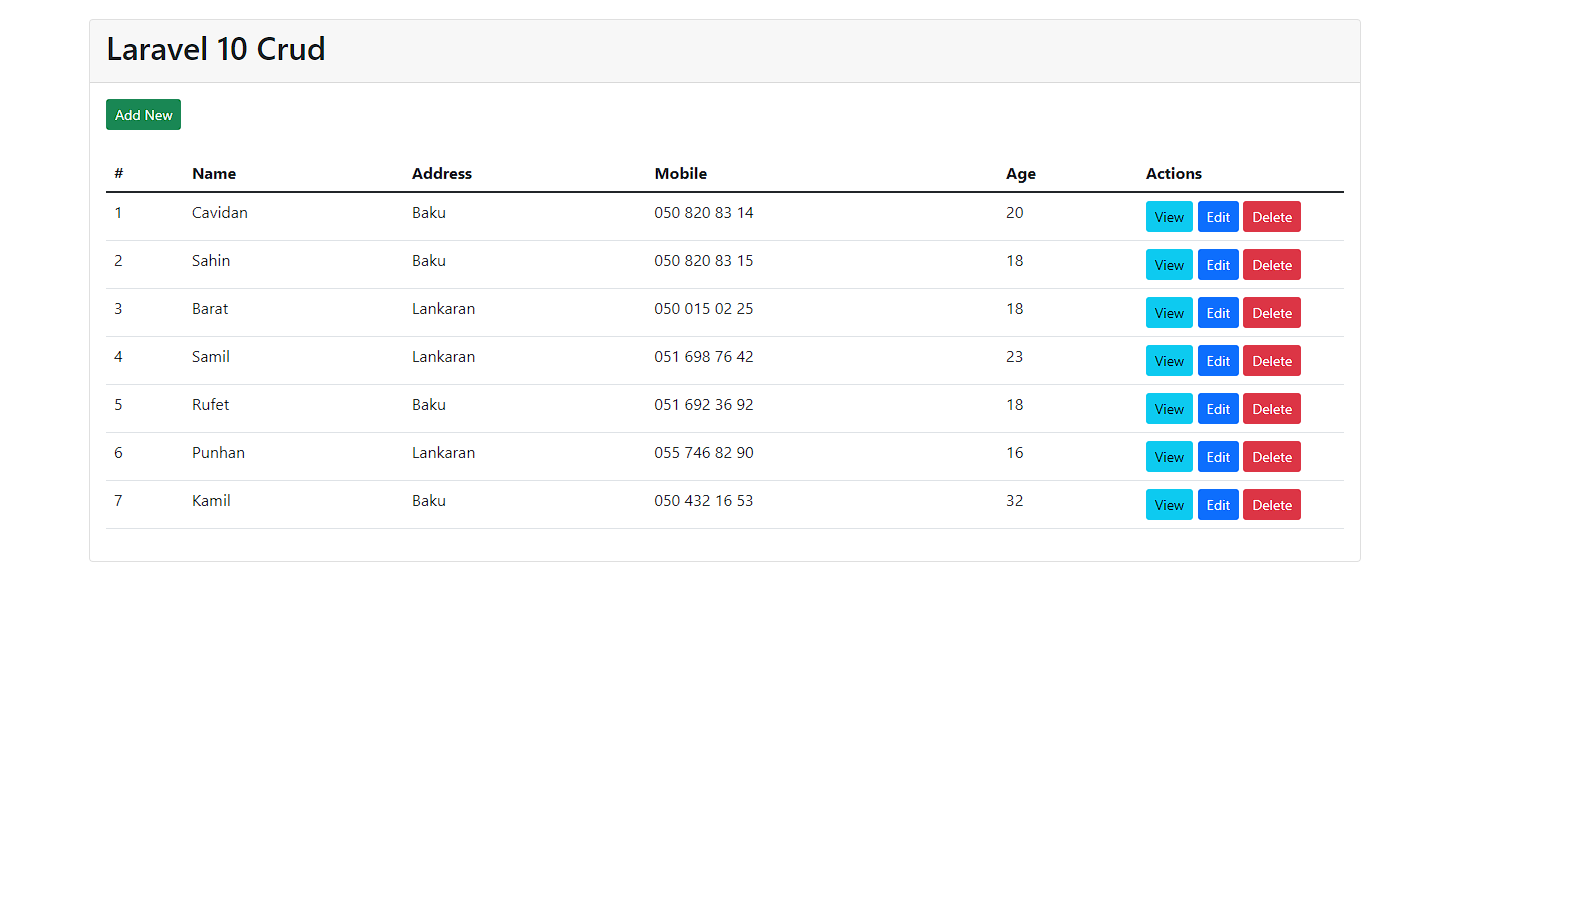 Laravel 10 Crud
Add New
# Name Address Mobile Age Actions
1 Cavidan Baku 050 820 83 14 20 View Edit Delete
2 Sahin Baku 050 820 83 15 18 View Edit Delete
3 Barat Lankaran 050 015 02 25 18 View Edit Delete
4 Samil Lankaran 051 698 76 42 23 View Edit Delete
5 Rufet Baku 051 692 36 92 18 View Edit Delete
6 Punhan Lankaran 055 746 82 90 16 View Edit Delete
7 Kamil Baku 050 432 16 53 32 View Edit Delete